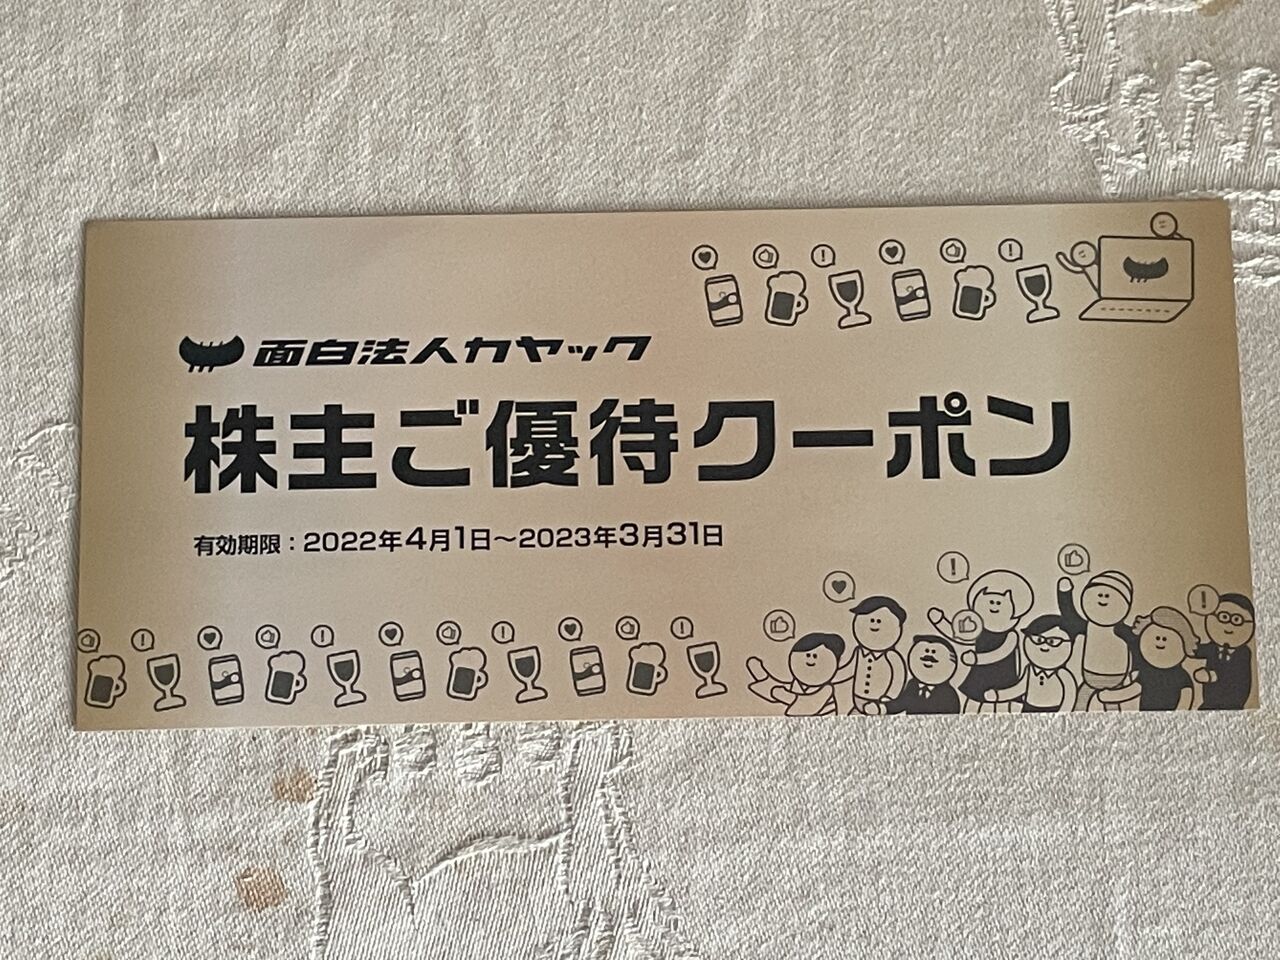 面白法人カヤック
株主ご優待クーポン
有効期限：2022年4月1日～2023年3月31日